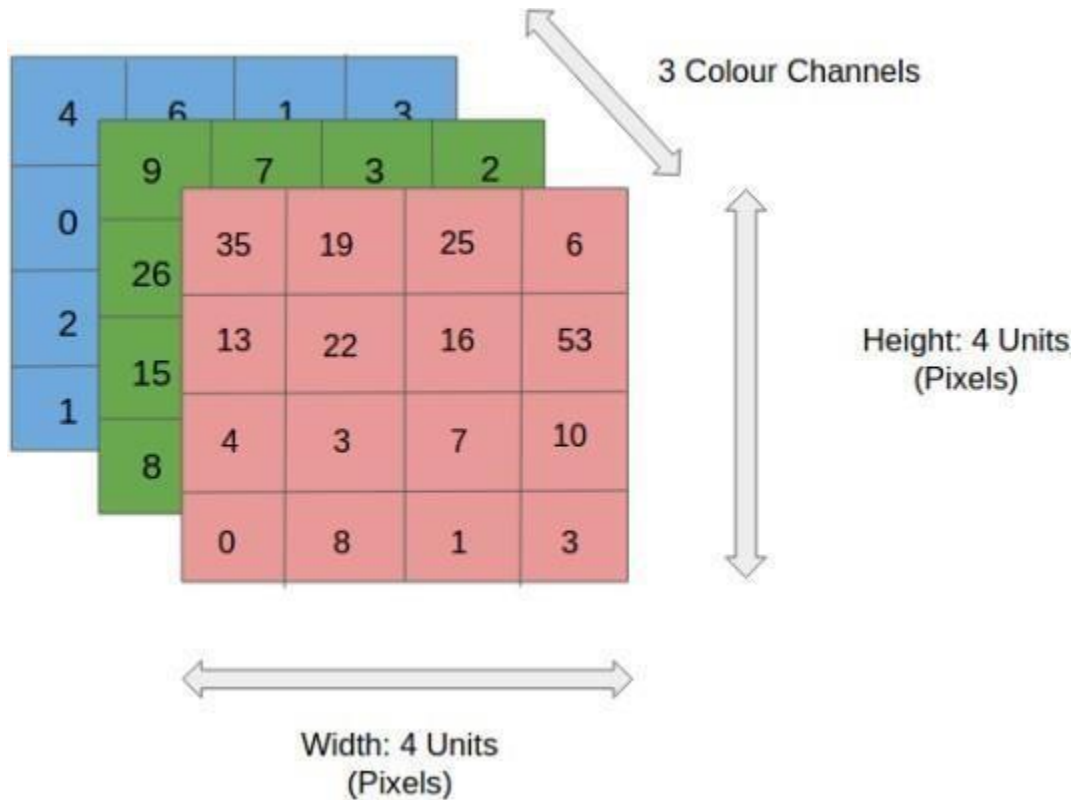 3 Colour Channels
4 6 1 3
9 7 3 2
0
35 19 25 6
26
2
13 22 16 53
Height: 4 Units
(Pixels)
15
1
4 3 7 10
8
0 8 1 3
Width: 4 Units
(Pixels)